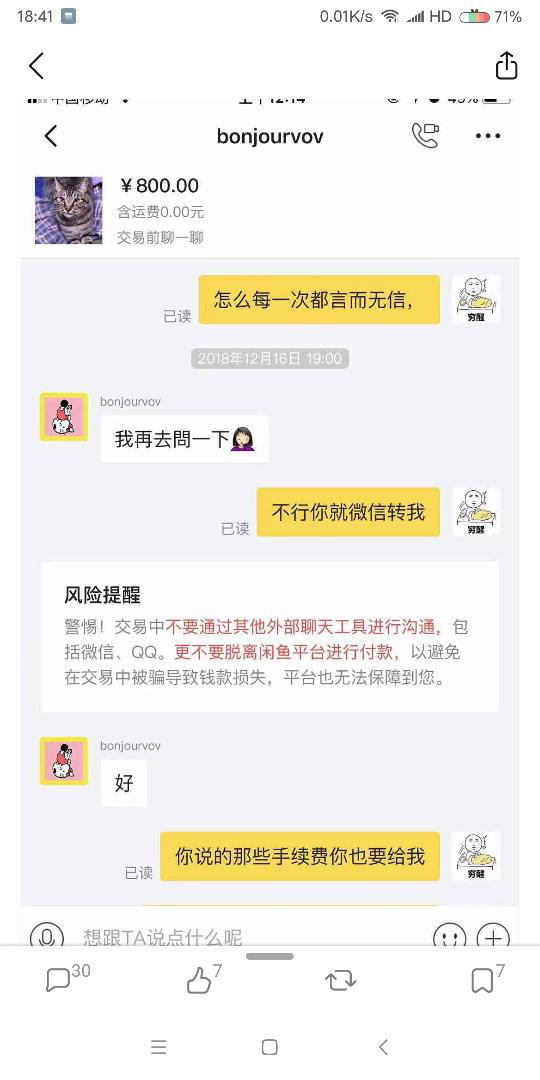 18:41
0.01K/s
HD
71%
bonjourvov
¥800.00
含运费0.00元
交易前聊一聊
怎么每一次都言而无信，
已读
穷醒
2018年12月16日 19:00
bonjourvov
我再去問一下
不行你就微信转我
已读
穷醒
风险提醒
警惕！交易中不要通过其他外部聊天工具进行沟通，包
括微信、QQ。更不要脱离闲鱼平台进行付款，以避免
在交易中被骗导致钱款损失，平台也无法保障到您。
bonjourvov
好
你说的那些手续费你也要给我
已读
穷醒
想跟TA说点什么呢
30
7
7